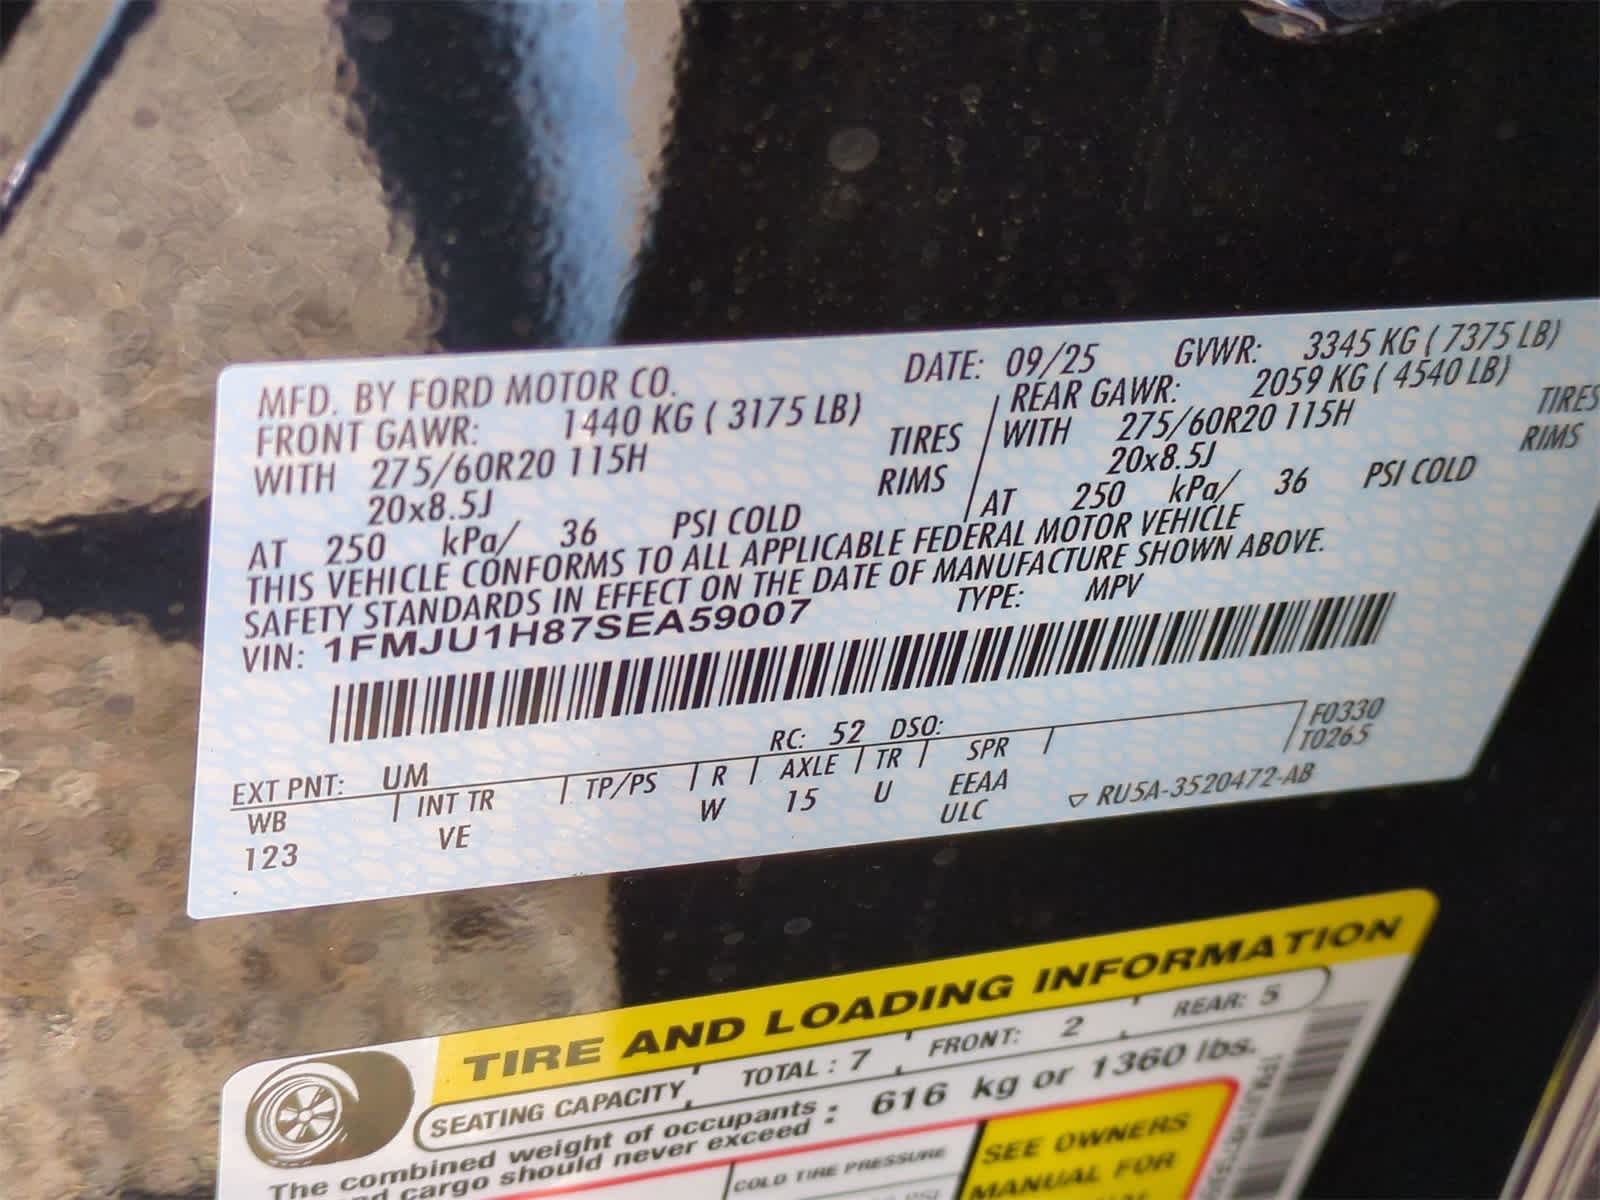 MFD. BY FORD MOTOR CO. DATE: 09/25 GVWR: 3345 KG ( 7375 LB)
FRONT GAWR: 1440 KG ( 3175 LB) REAR GAWR: 2059 KG ( 4540 LB)
WITH 275/60R20 115H TIRES WITH 275/60R20 115H TIRES
20x8.5J RIMS 20x8.5J RIMS
AT 250 kPa/ 36 PSI COLD AT 250 kPa/ 36 PSI COLD
THIS VEHICLE CONFORMS TO ALL APPLICABLE FEDERAL MOTOR VEHICLE
SAFETY STANDARDS IN EFFECT ON THE DATE OF MANUFACTURE SHOWN ABOVE.
VIN: 1FMJU1H87SEA59007 TYPE: MPV
EXT PNT: UM RC: 52 DSO: F0330
WB INT TR TP/PS R AXLE TR SPR T0265
123 VE W 15 U EEAA
ULC ▽ RU5A-3520472-AB
TIRE AND LOADING INFORMATION
SEATING CAPACITY TOTAL : 7 FRONT: 2 REAR: 5
The combined weight of occupants : 616 kg or 1360 lbs.
cargo should never exceed :
COLD TIRE PRESSURE
SEE OWNERS
MANUAL FOR